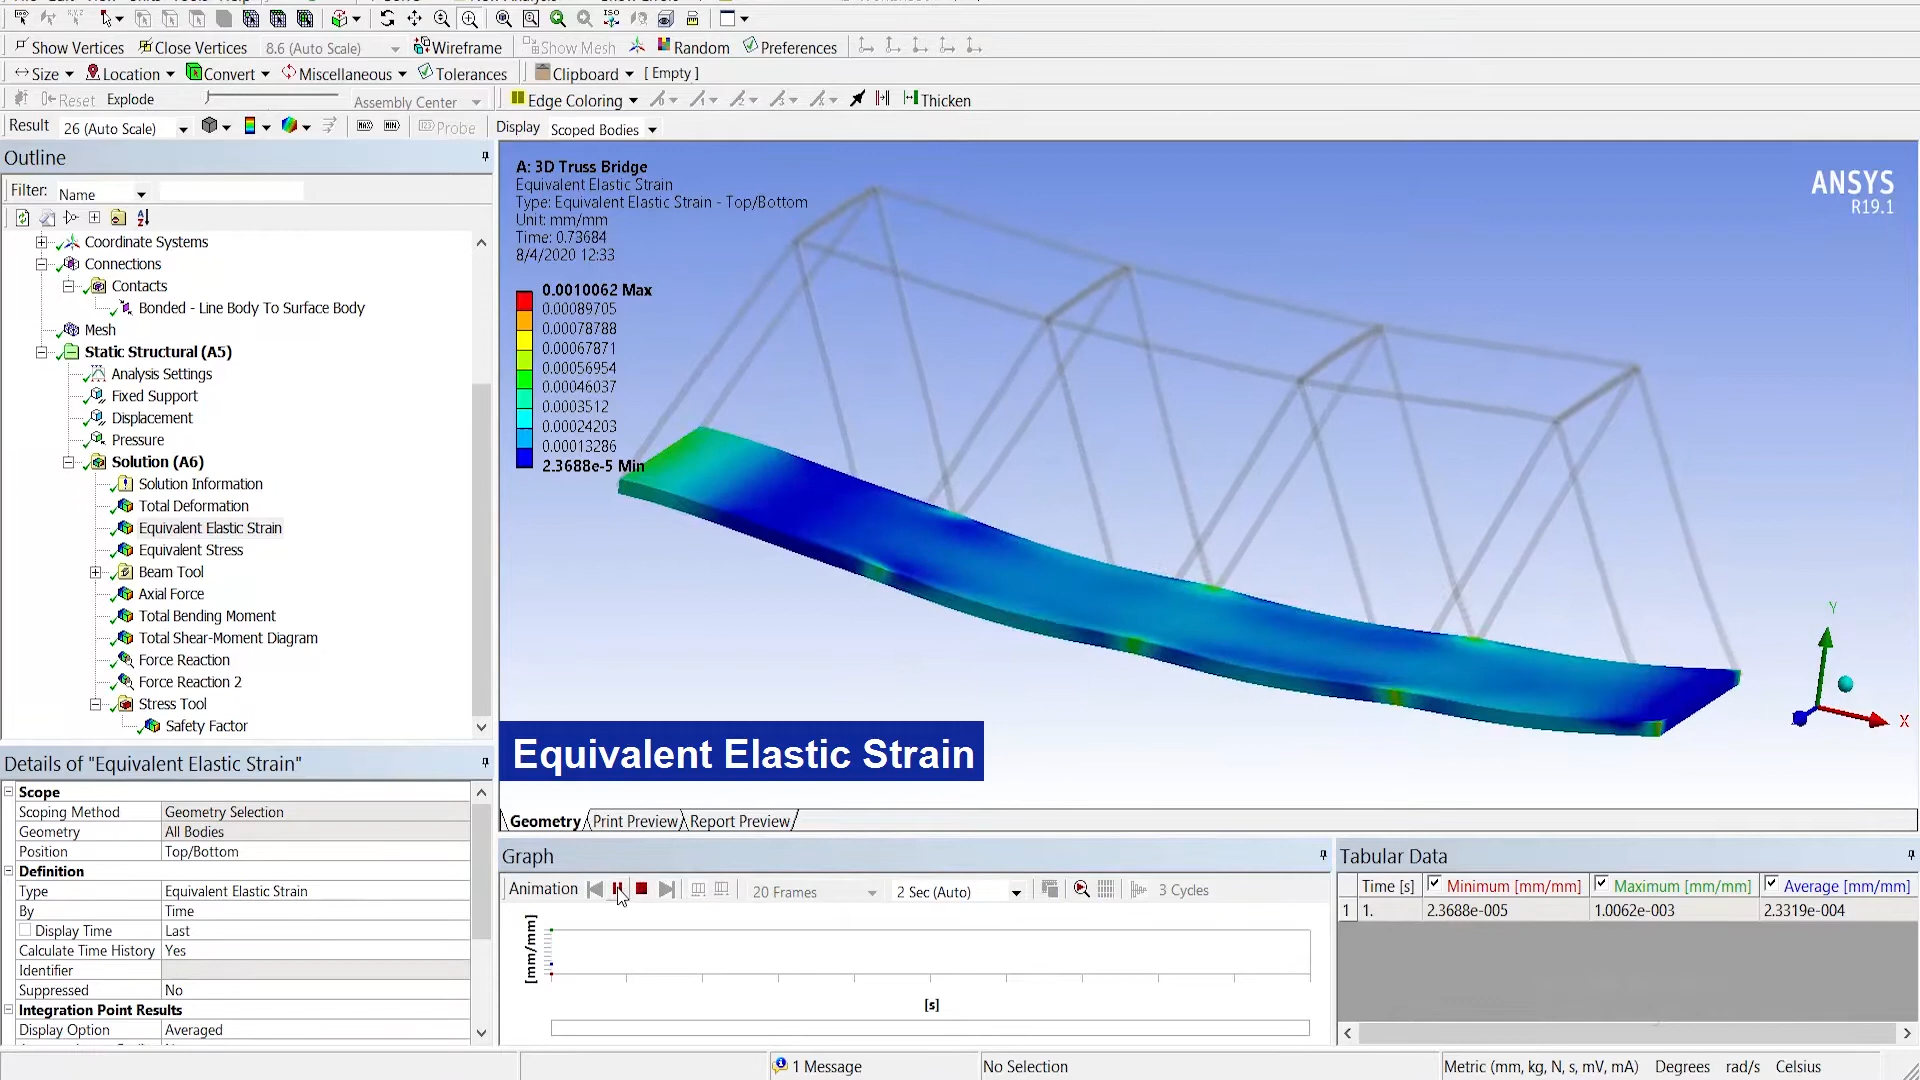 Show Vertices Close Vertices 8.6 (Auto Scale) Wireframe Show Mesh Random Preferences
Size Location Convert Miscellaneous Tolerances Clipboard [ Empty ]
Reset Explode Assembly Center Edge Coloring Thicken
Result 26 (Auto Scale) Probe Display Scoped Bodies
Outline
Filter: Name
Coordinate Systems
Connections
Contacts
Bonded - Line Body To Surface Body
Mesh
Static Structural (A5)
Analysis Settings
Fixed Support
Displacement
Pressure
Solution (A6)
Solution Information
Total Deformation
Equivalent Elastic Strain
Equivalent Stress
Beam Tool
Axial Force
Total Bending Moment
Total Shear-Moment Diagram
Force Reaction
Force Reaction 2
Stress Tool
Safety Factor
Details of "Equivalent Elastic Strain"
Scope
Scoping Method Geometry Selection
Geometry All Bodies
Position Top/Bottom
Definition
Type Equivalent Elastic Strain
By Time
Display Time Last
Calculate Time History Yes
Identifier
Suppressed No
Integration Point Results
Display Option Averaged
A: 3D Truss Bridge
Equivalent Elastic Strain
Type: Equivalent Elastic Strain - Top/Bottom
Unit: mm/mm
Time: 0.73684
8/4/2020 12:33
0.0010062 Max
0.00089705
0.00078788
0.00067871
0.00056954
0.00046037
0.0003512
0.00024203
0.00013286
2.3688e-5 Min
ANSYS
R19.1
Y
X
Equivalent Elastic Strain
Geometry Print Preview Report Preview
Graph
Animation 20 Frames 2 Sec (Auto) 3 Cycles
[mm/mm]
[s]
Tabular Data
Time [s] Minimum [mm/mm] Maximum [mm/mm] Average [mm/mm]
1 1. 2.3688e-005 1.0062e-003 2.3319e-004
1 Message No Selection Metric (mm, kg, N, s, mV, mA) Degrees rad/s Celsius